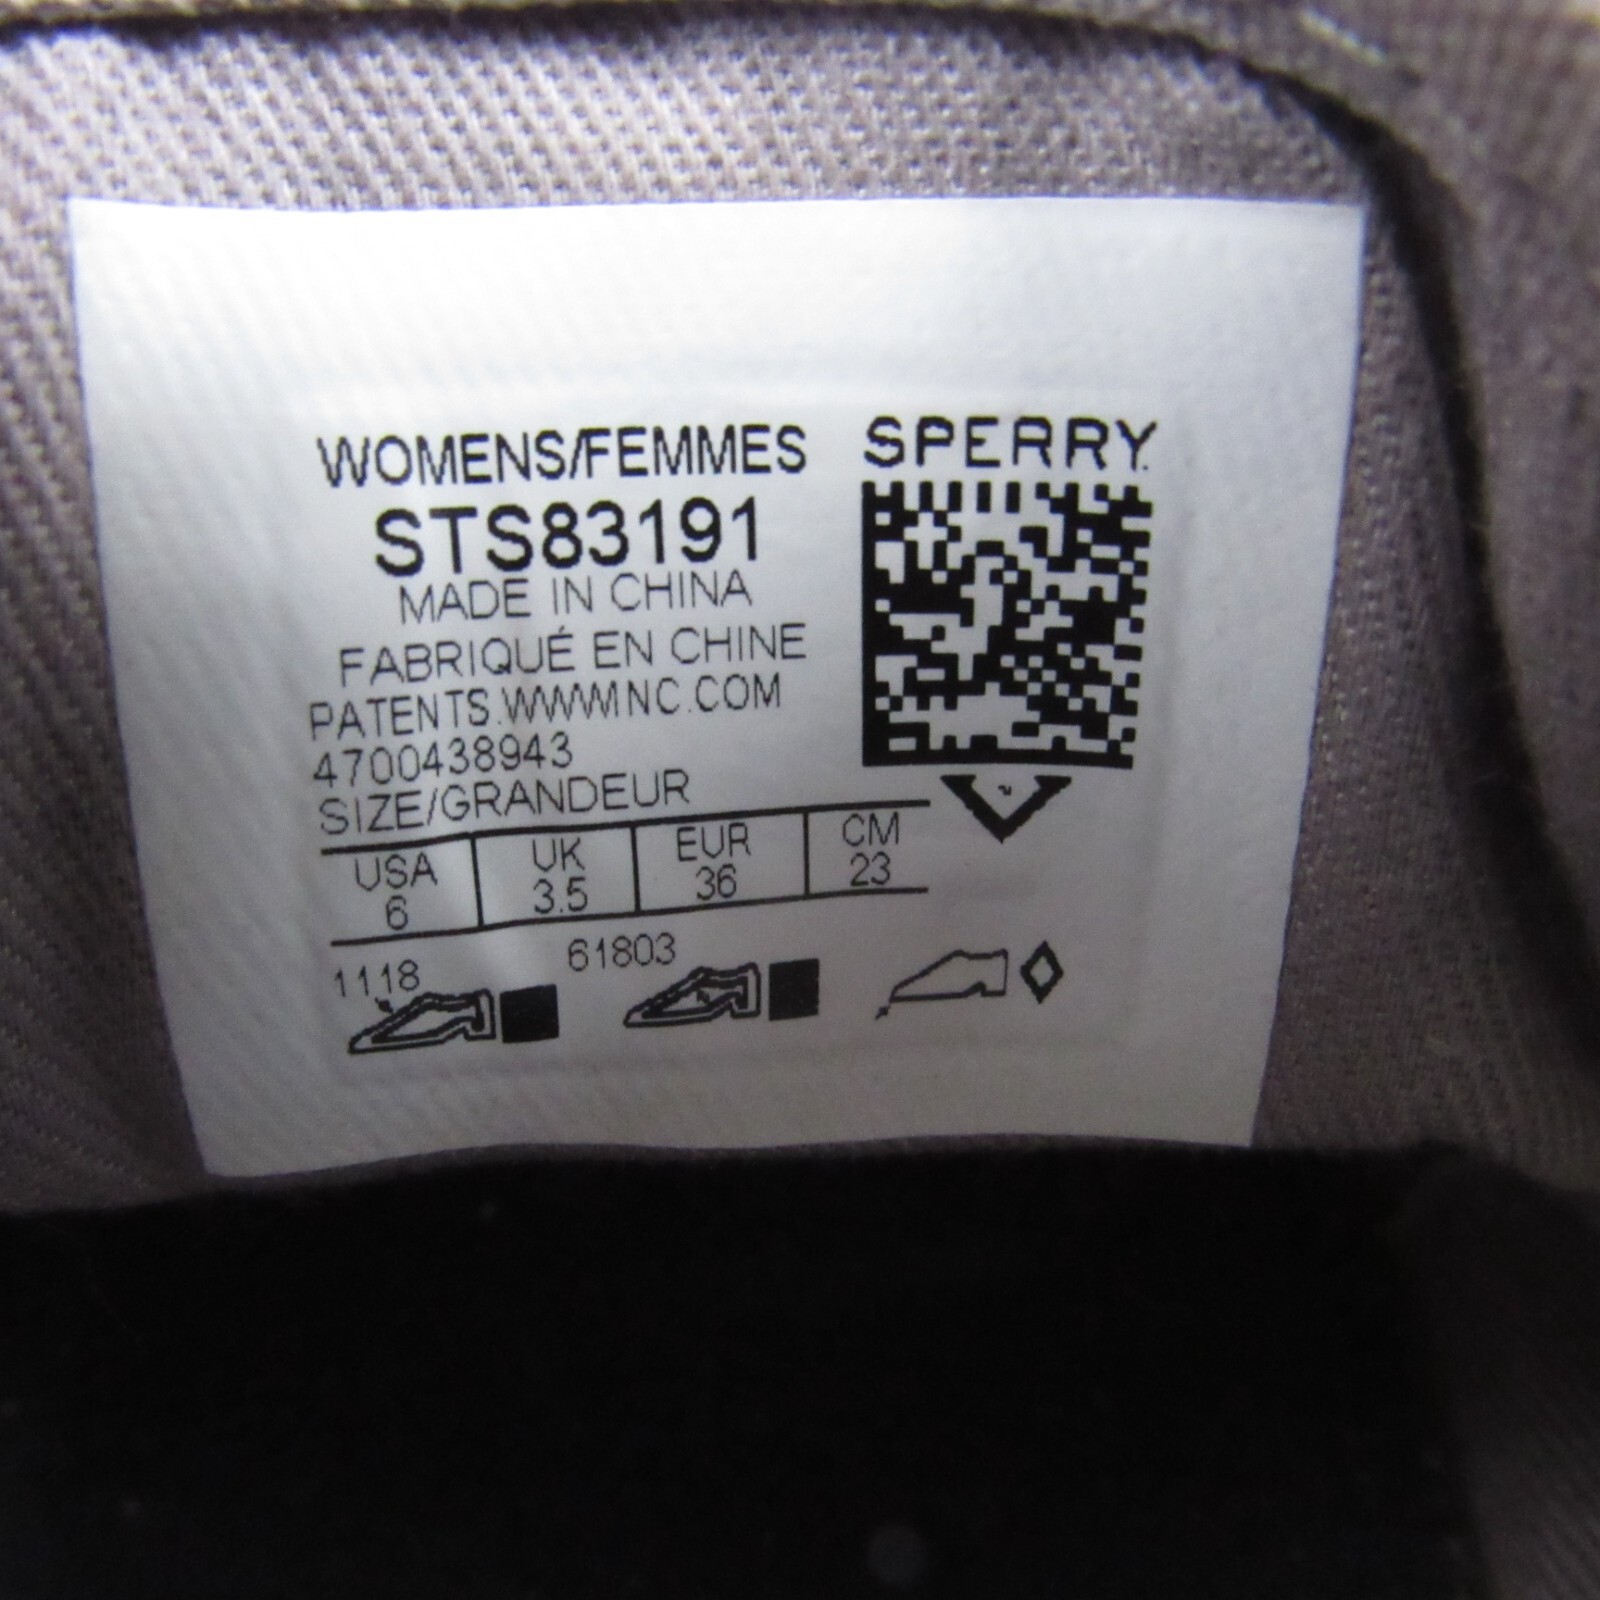 WOMENS/FEMMES
SPERRY
STS83191
MADE IN CHINA
FABRIQUÉ EN CHINE
PATENTS.WWWINC.COM
4700438943
SIZE/GRANDEUR
USA UK EUR CM
6 3.5 36 23
1118 61803